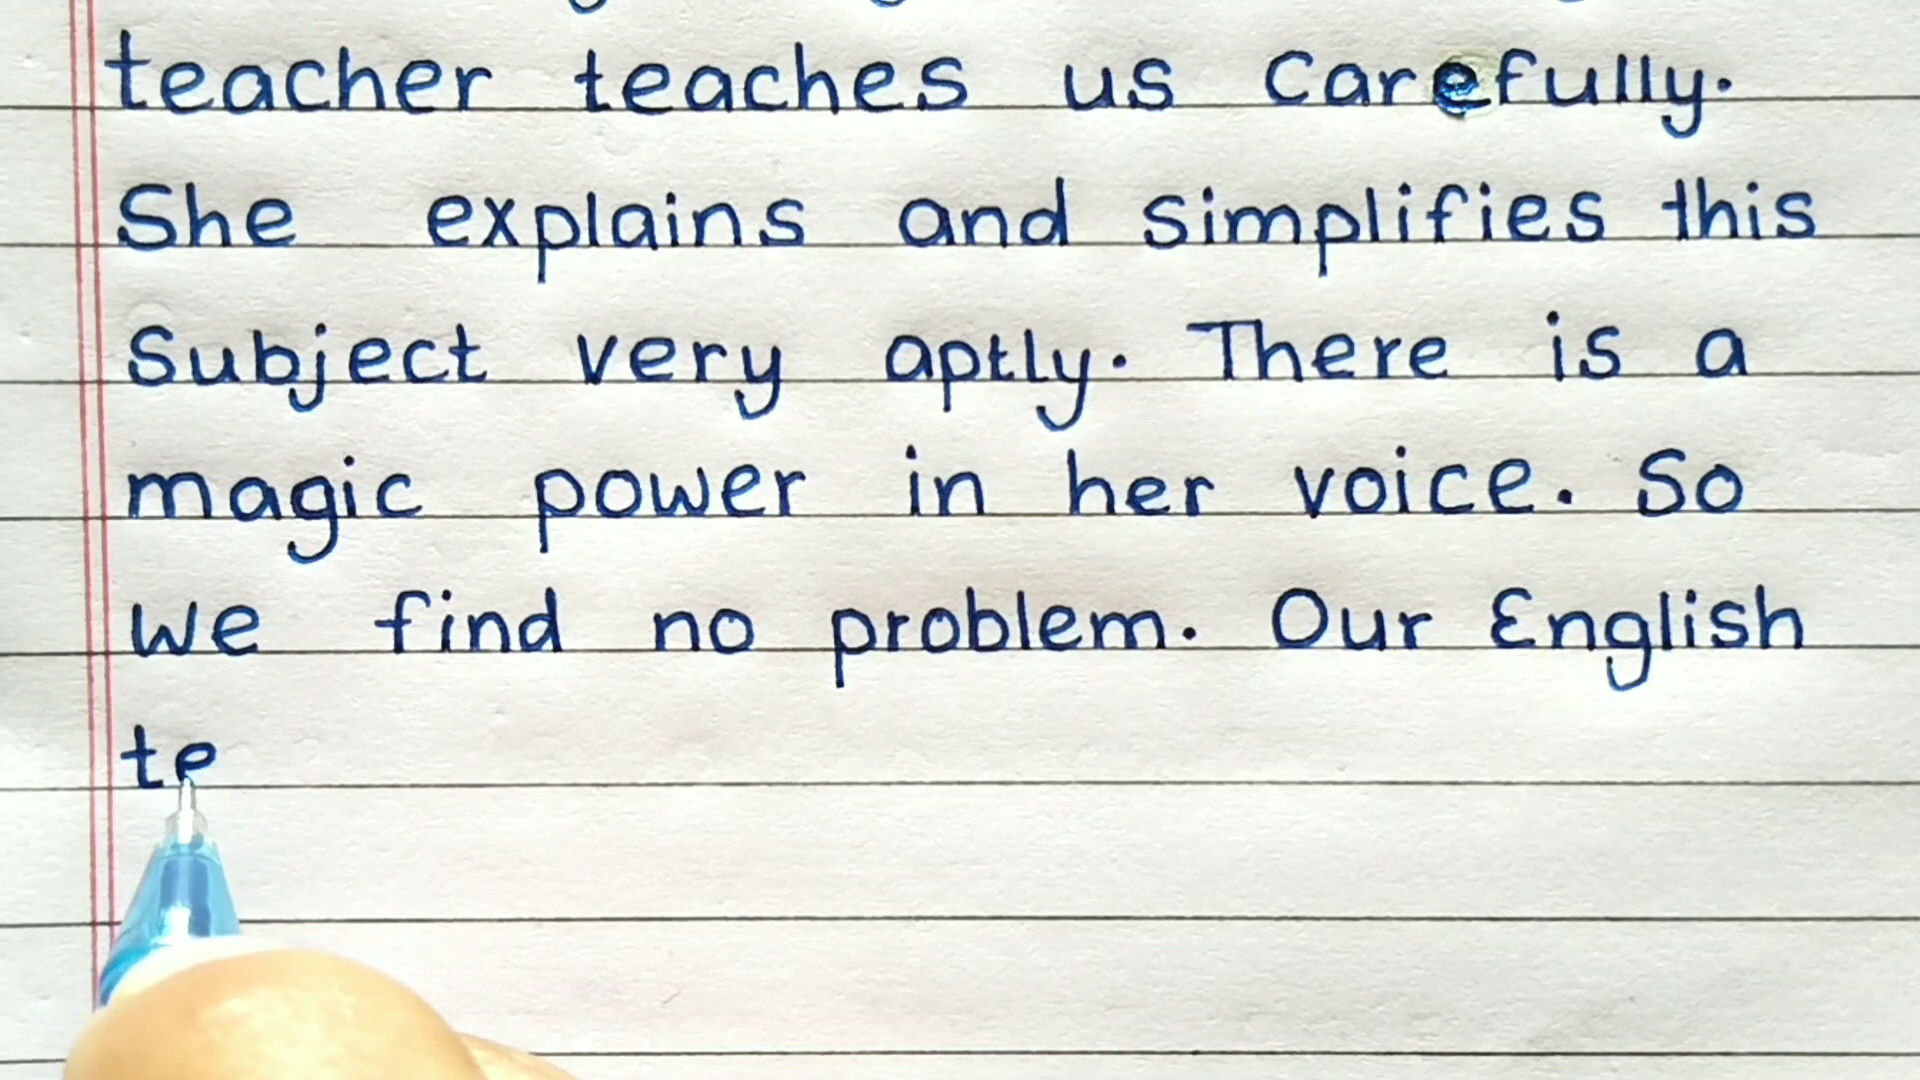 teacher teaches us carefully.
She explains and simplifies this
Subject very aptly. There is a
magic power in her voice. So
we find no problem. Our English
te